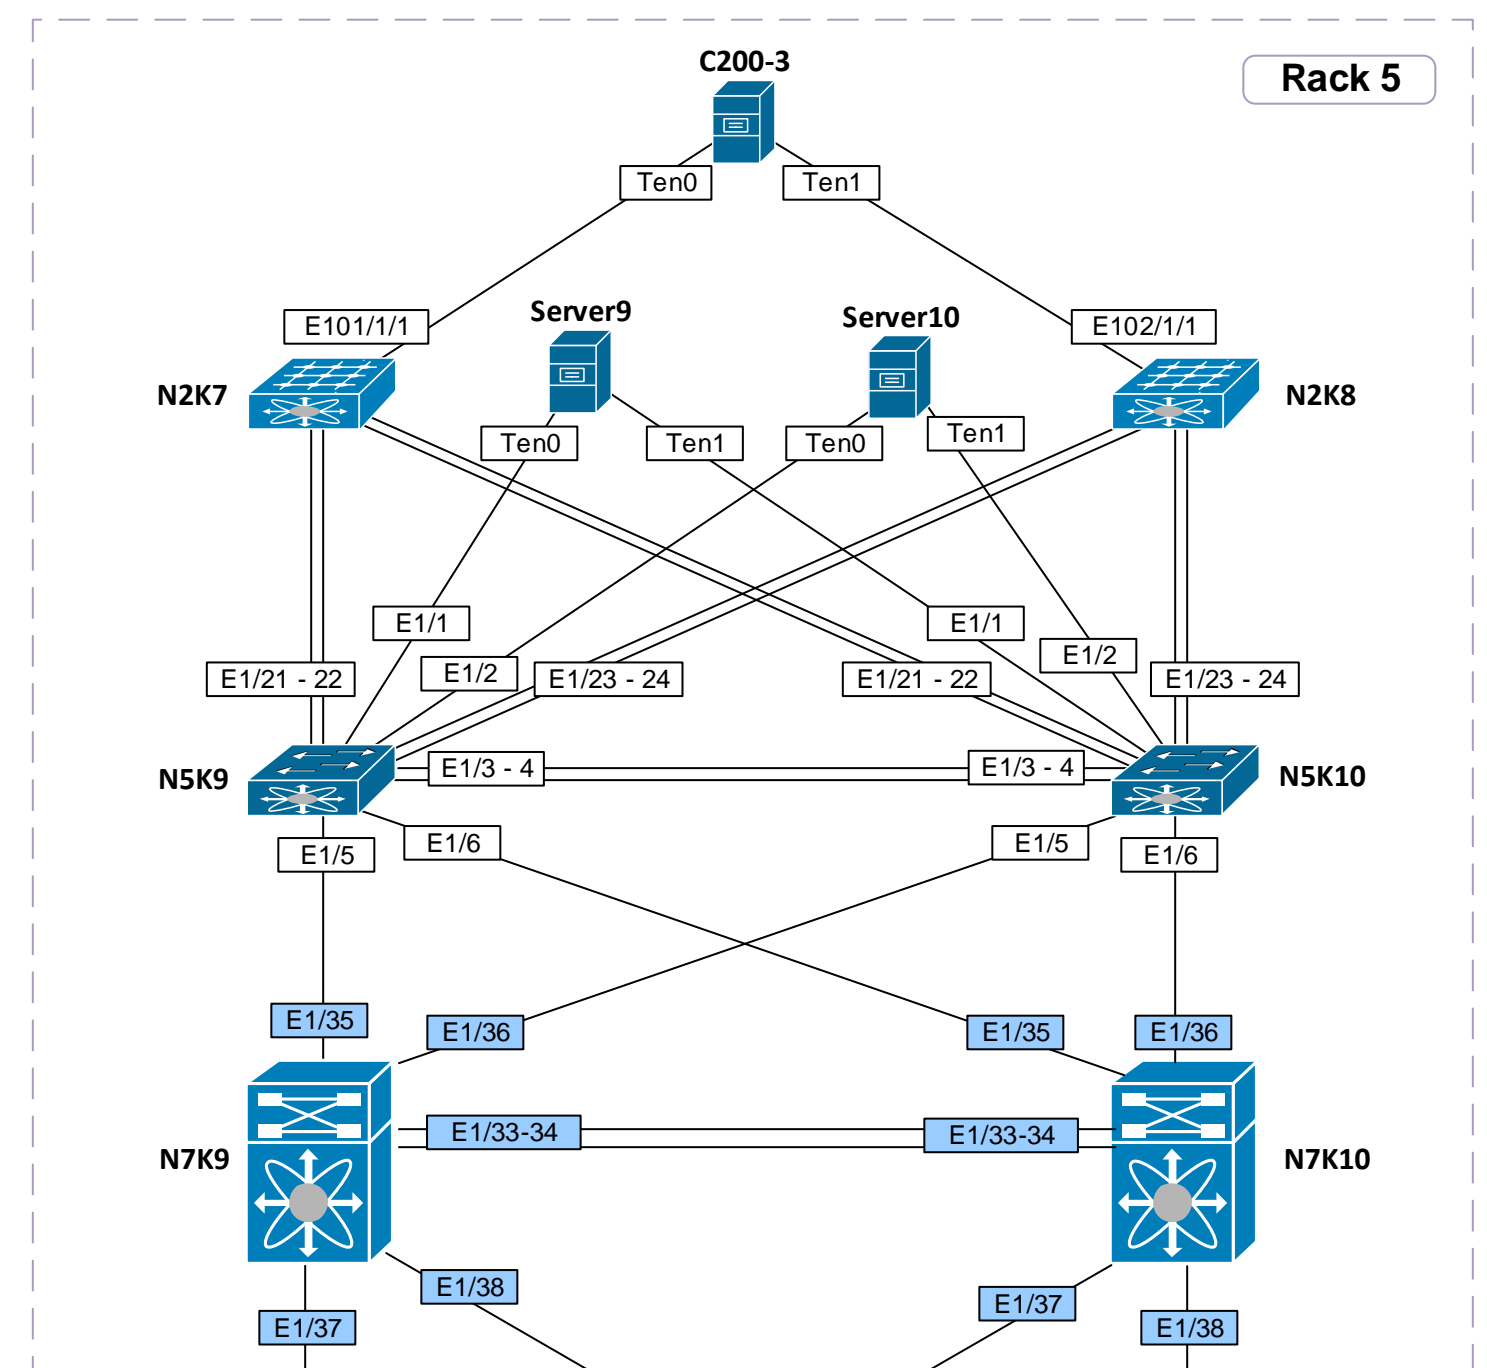 C200-3
Rack 5
Ten0
Ten1
E101/1/1
Server9
Server10
E102/1/1
N2K7
N2K8
Ten0
Ten1
Ten0
Ten1
E1/1
E1/1
E1/21 - 22
E1/2
E1/23 - 24
E1/21 - 22
E1/2
E1/23 - 24
N5K9
E1/3 - 4
E1/3 - 4
N5K10
E1/5
E1/6
E1/5
E1/6
E1/35
E1/36
E1/35
E1/36
N7K9
E1/33-34
E1/33-34
N7K10
E1/38
E1/37
E1/37
E1/38